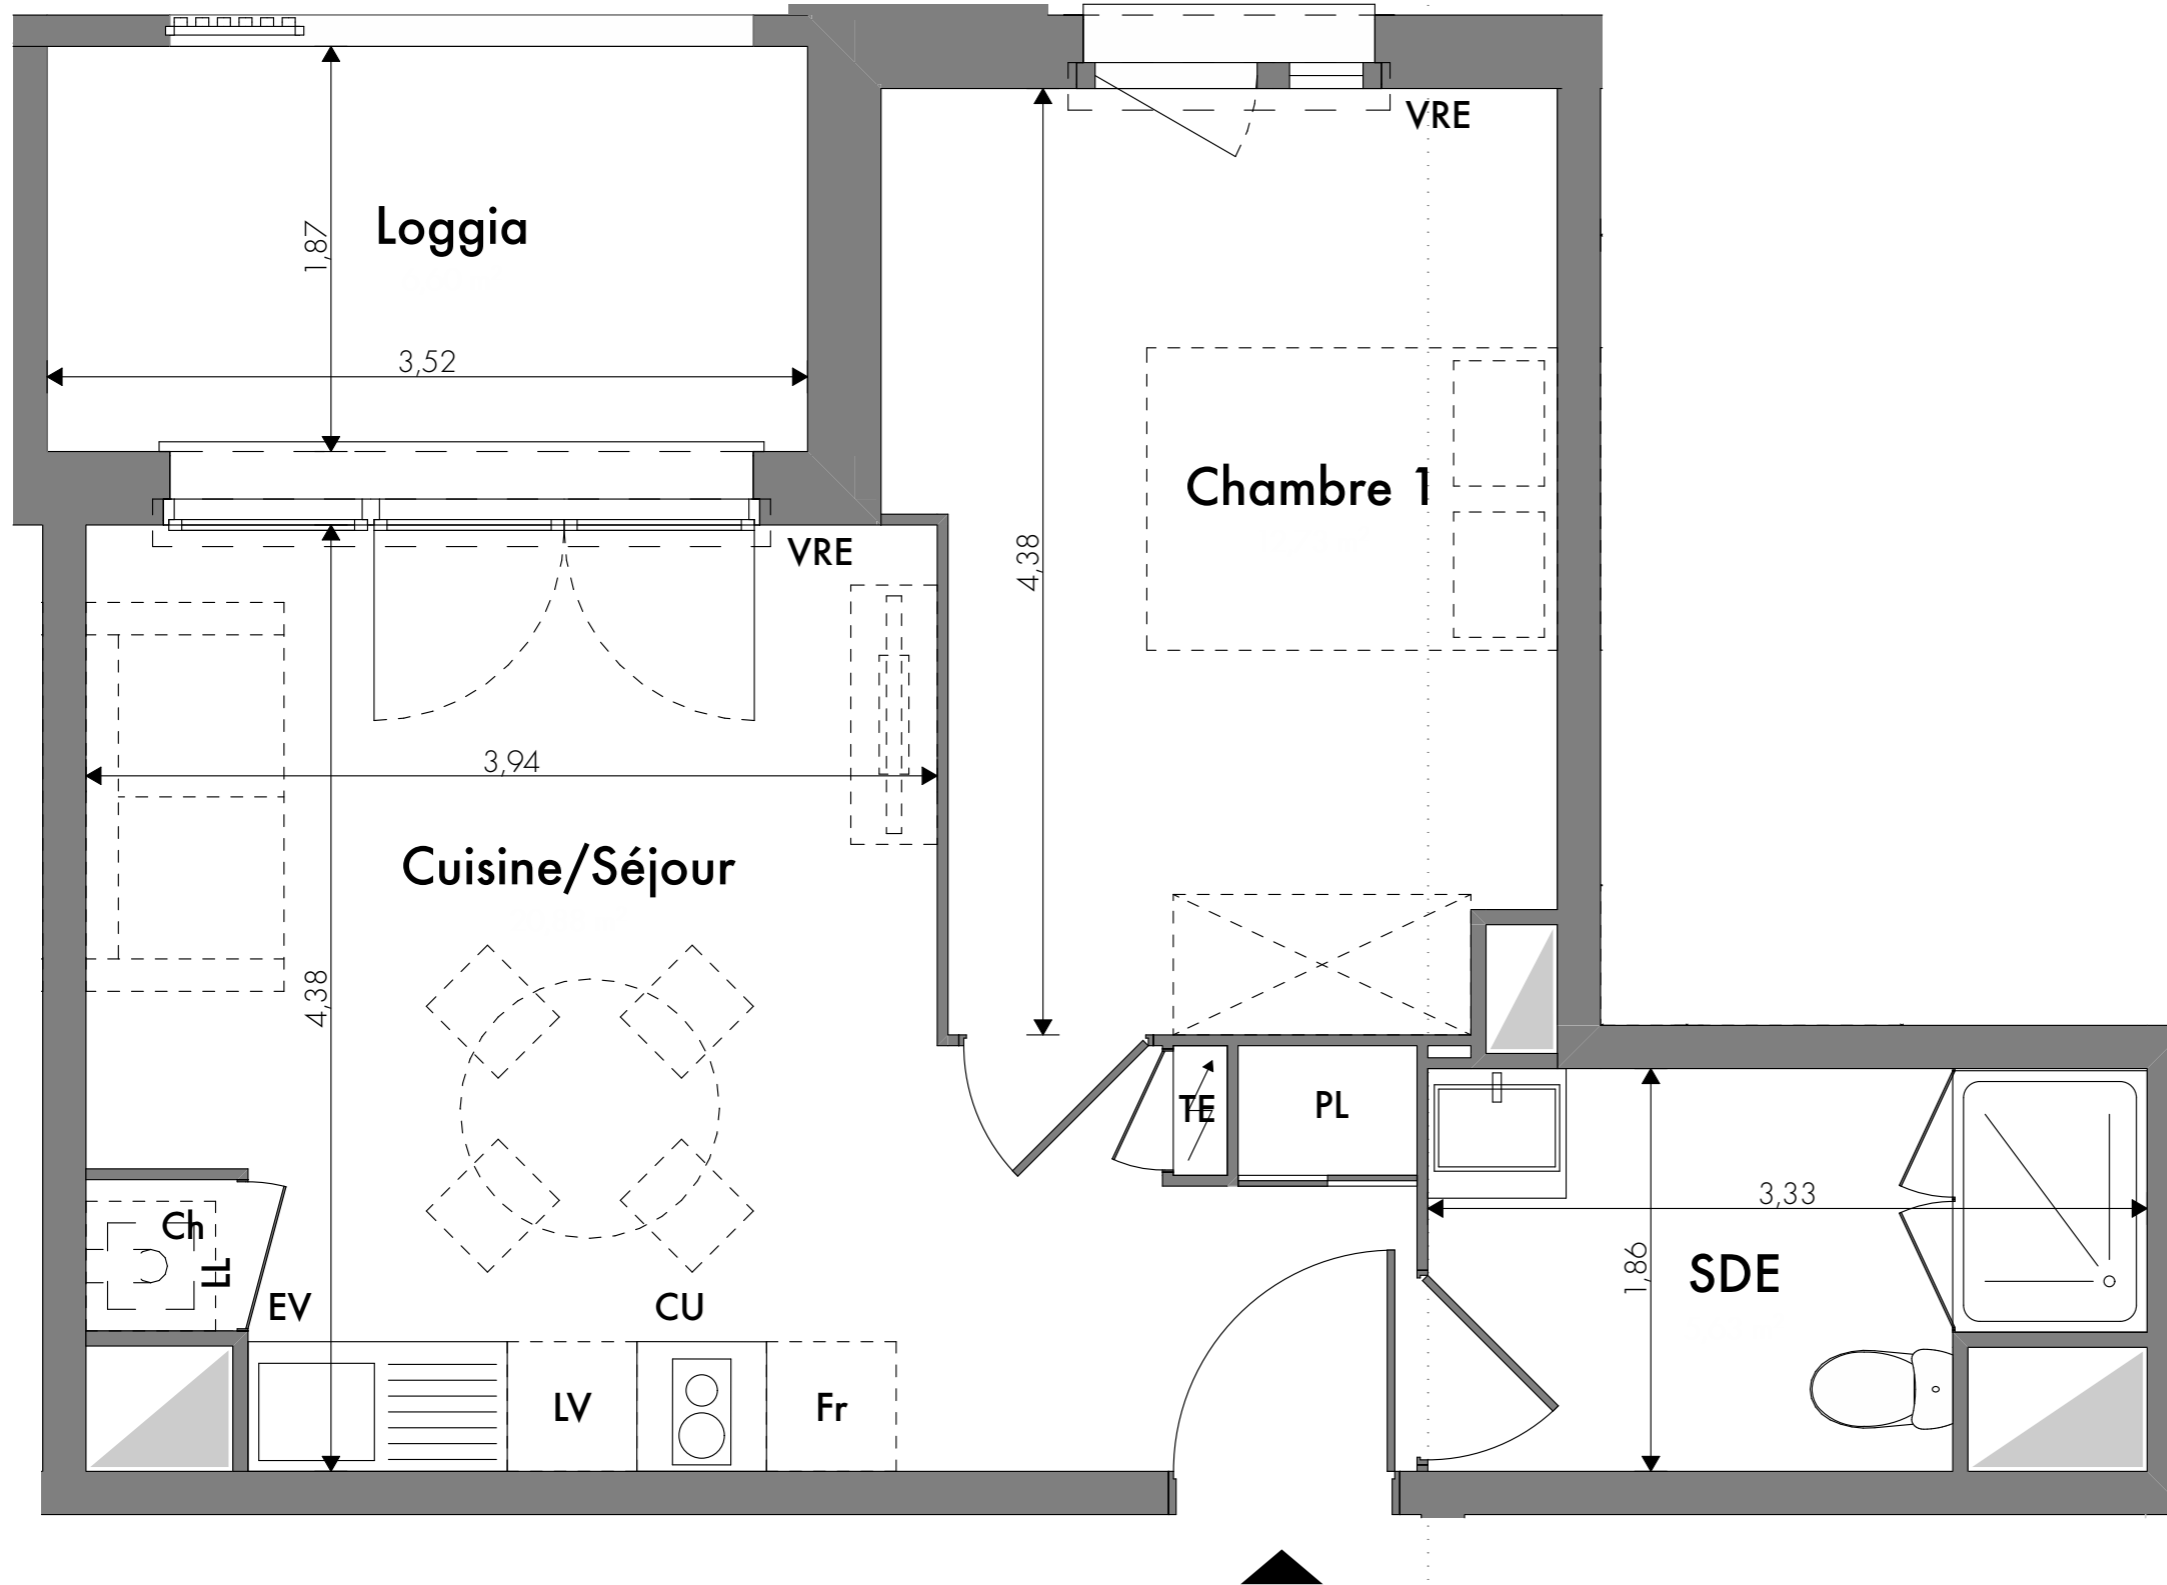 VRE
Loggia
1,87
3,52
Chambre 1
4,38
VRE
3,94
Cuisine/Séjour
4,38
TE
PL
3,33
Ch
LL
1,86
SDE
EV
CU
LV
Fr